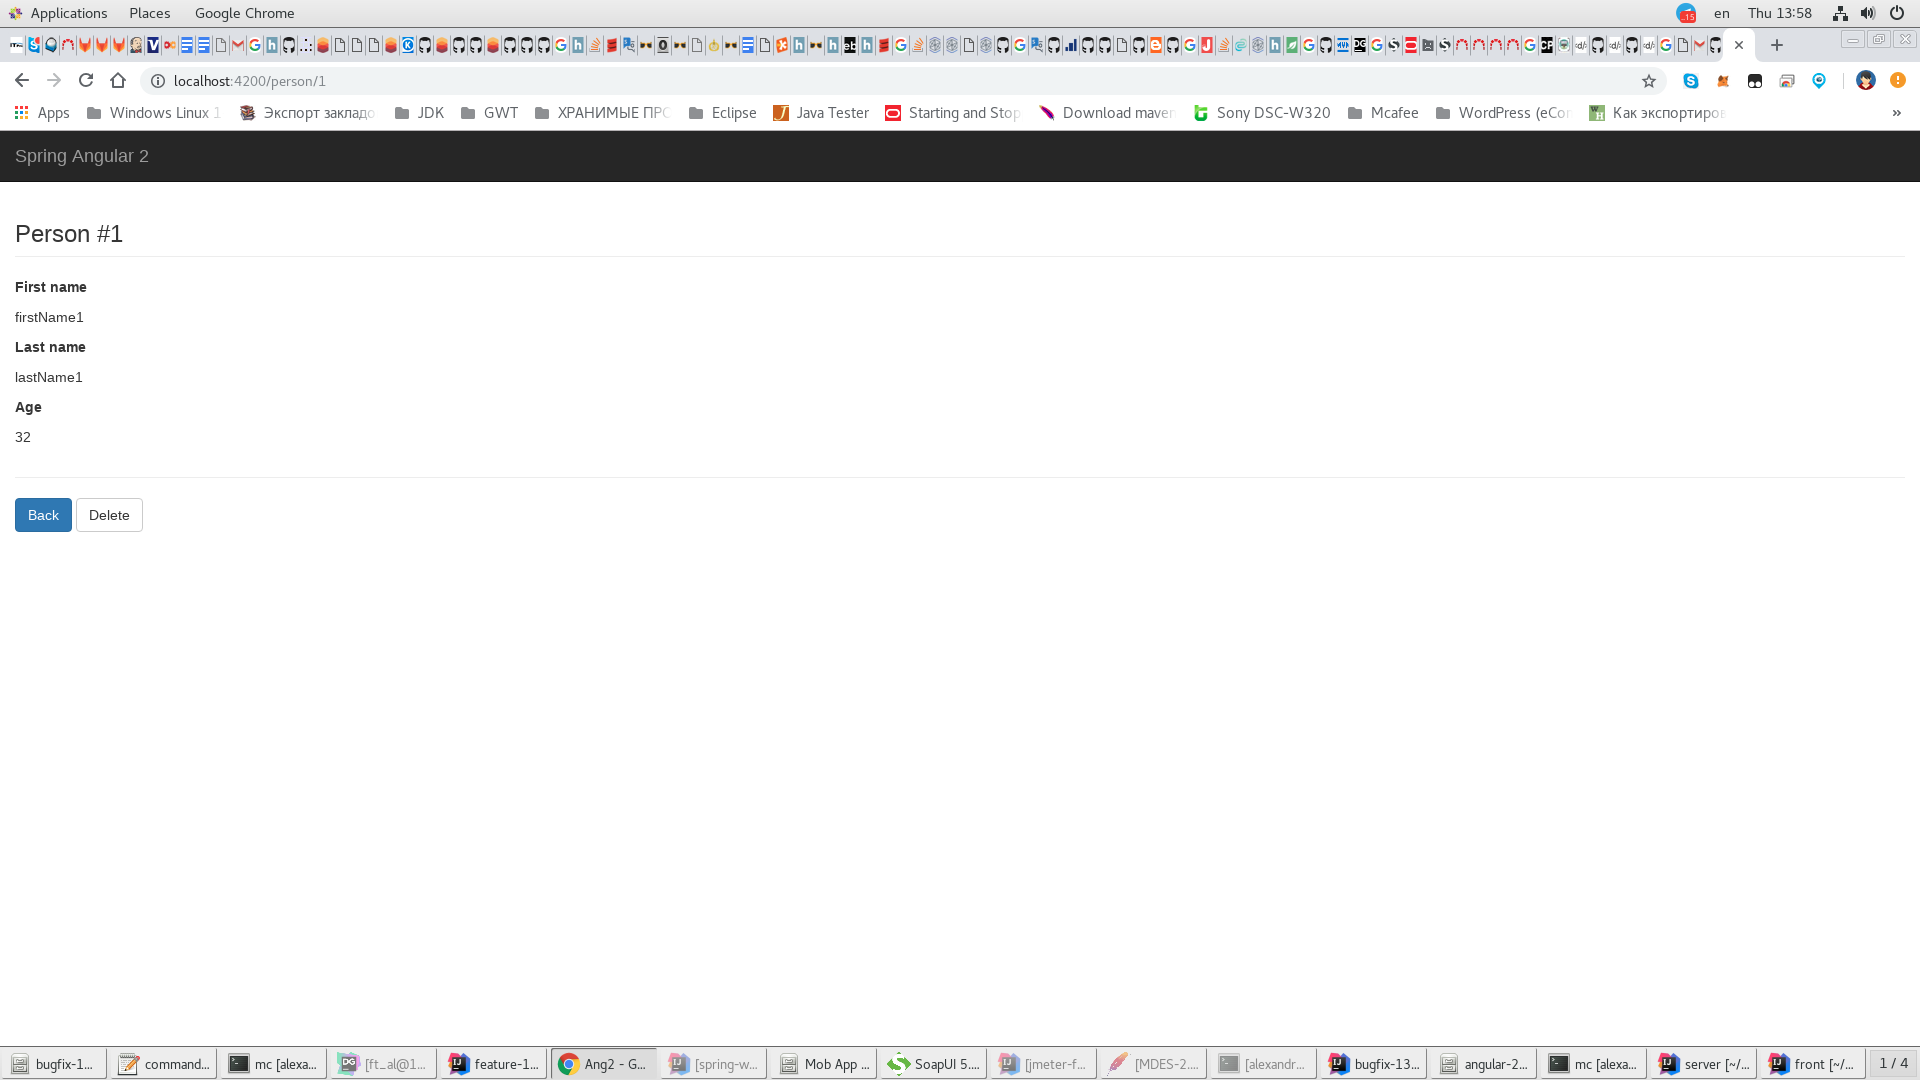 Applications Places Google Chrome en Thu 13:58
localhost:4200/person/1
Apps Windows Linux 1 Экспорт закладо JDK GWT ХРАНИМЫЕ ПРО Eclipse Java Tester Starting and Stop Download maven Sony DSC-W320 Mcafee WordPress (eCor Как экспортиров »
Spring Angular 2
Person #1
First name
firstName1
Last name
lastName1
Age
32
Back Delete
bugfix-1... command... mc [alexa... [ft_al@1... feature-1... Ang2 - G... [spring-w... Mob App ... SoapUI 5.... [jmeter-f... [MDES-2.... [alexandr... bugfix-13... angular-2... mc [alexa... server [~/... front [~/... 1 / 4